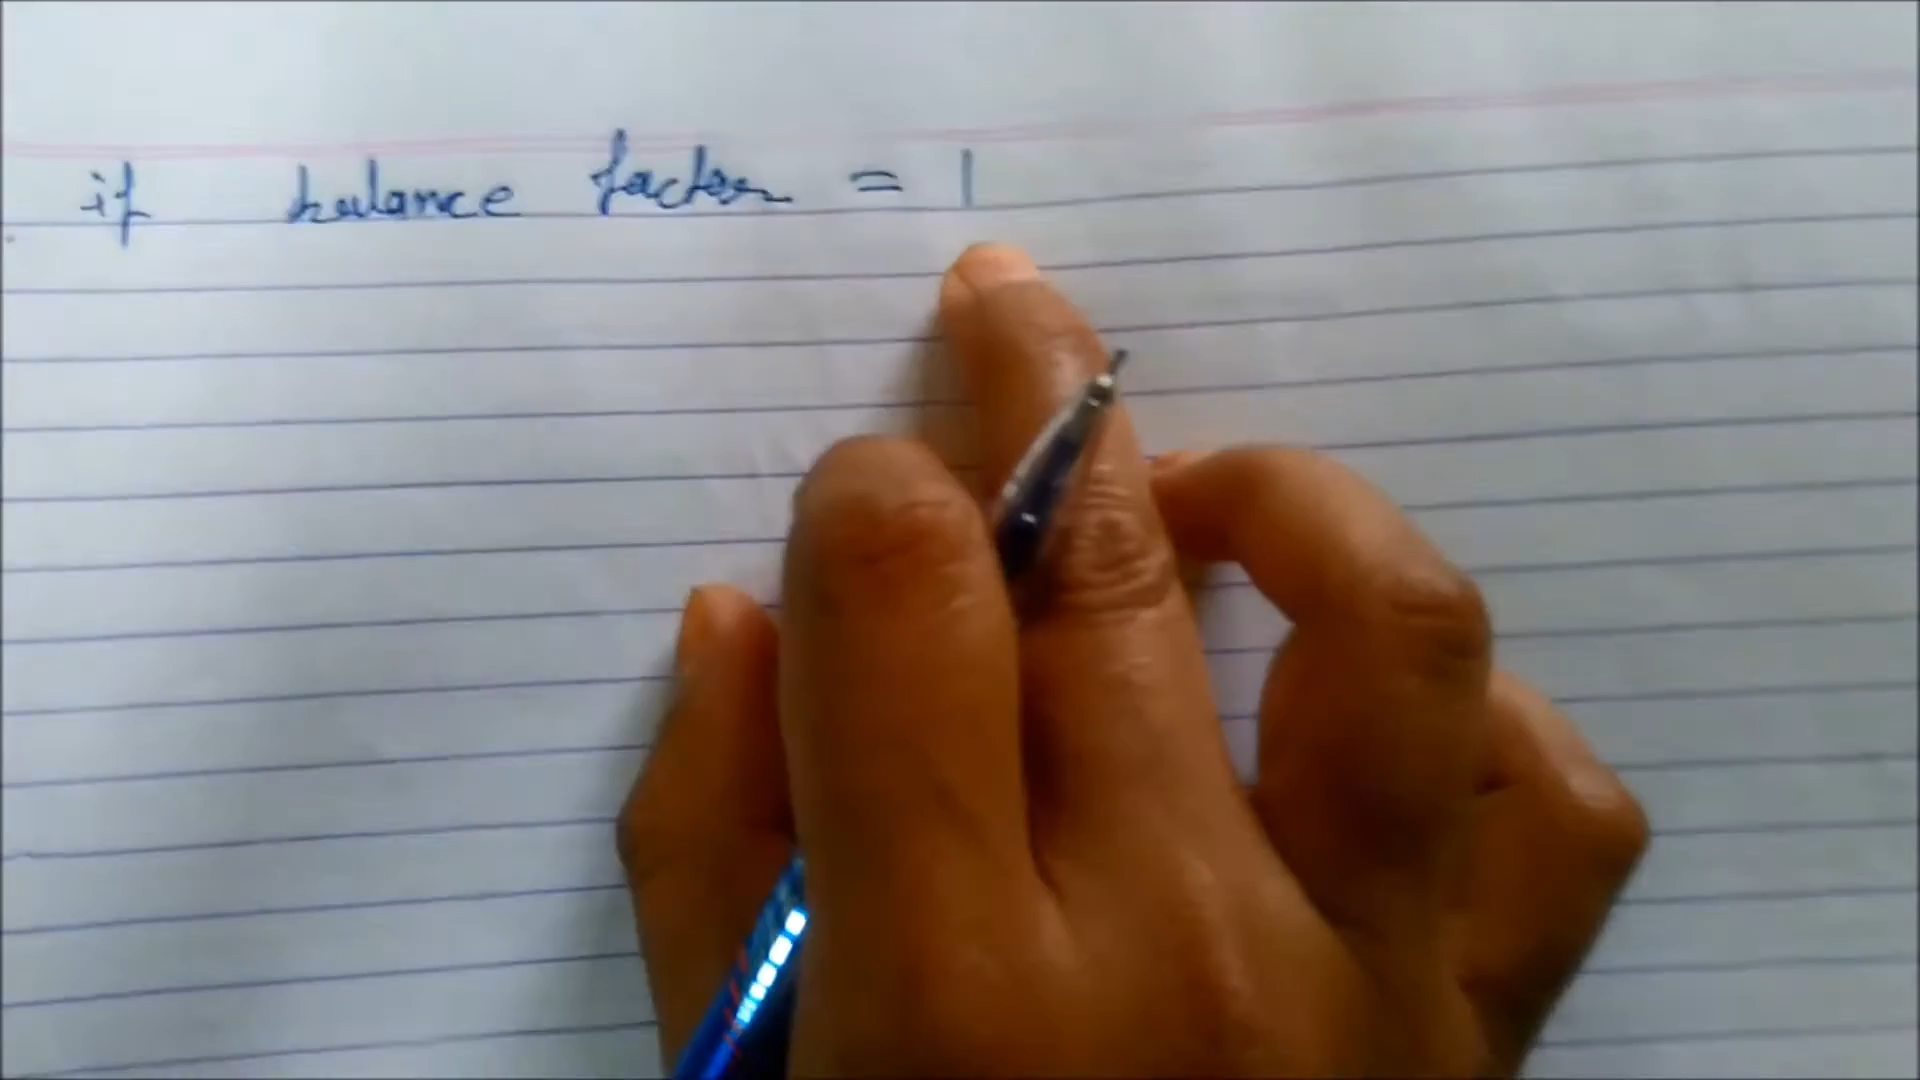 if balance factor = 1